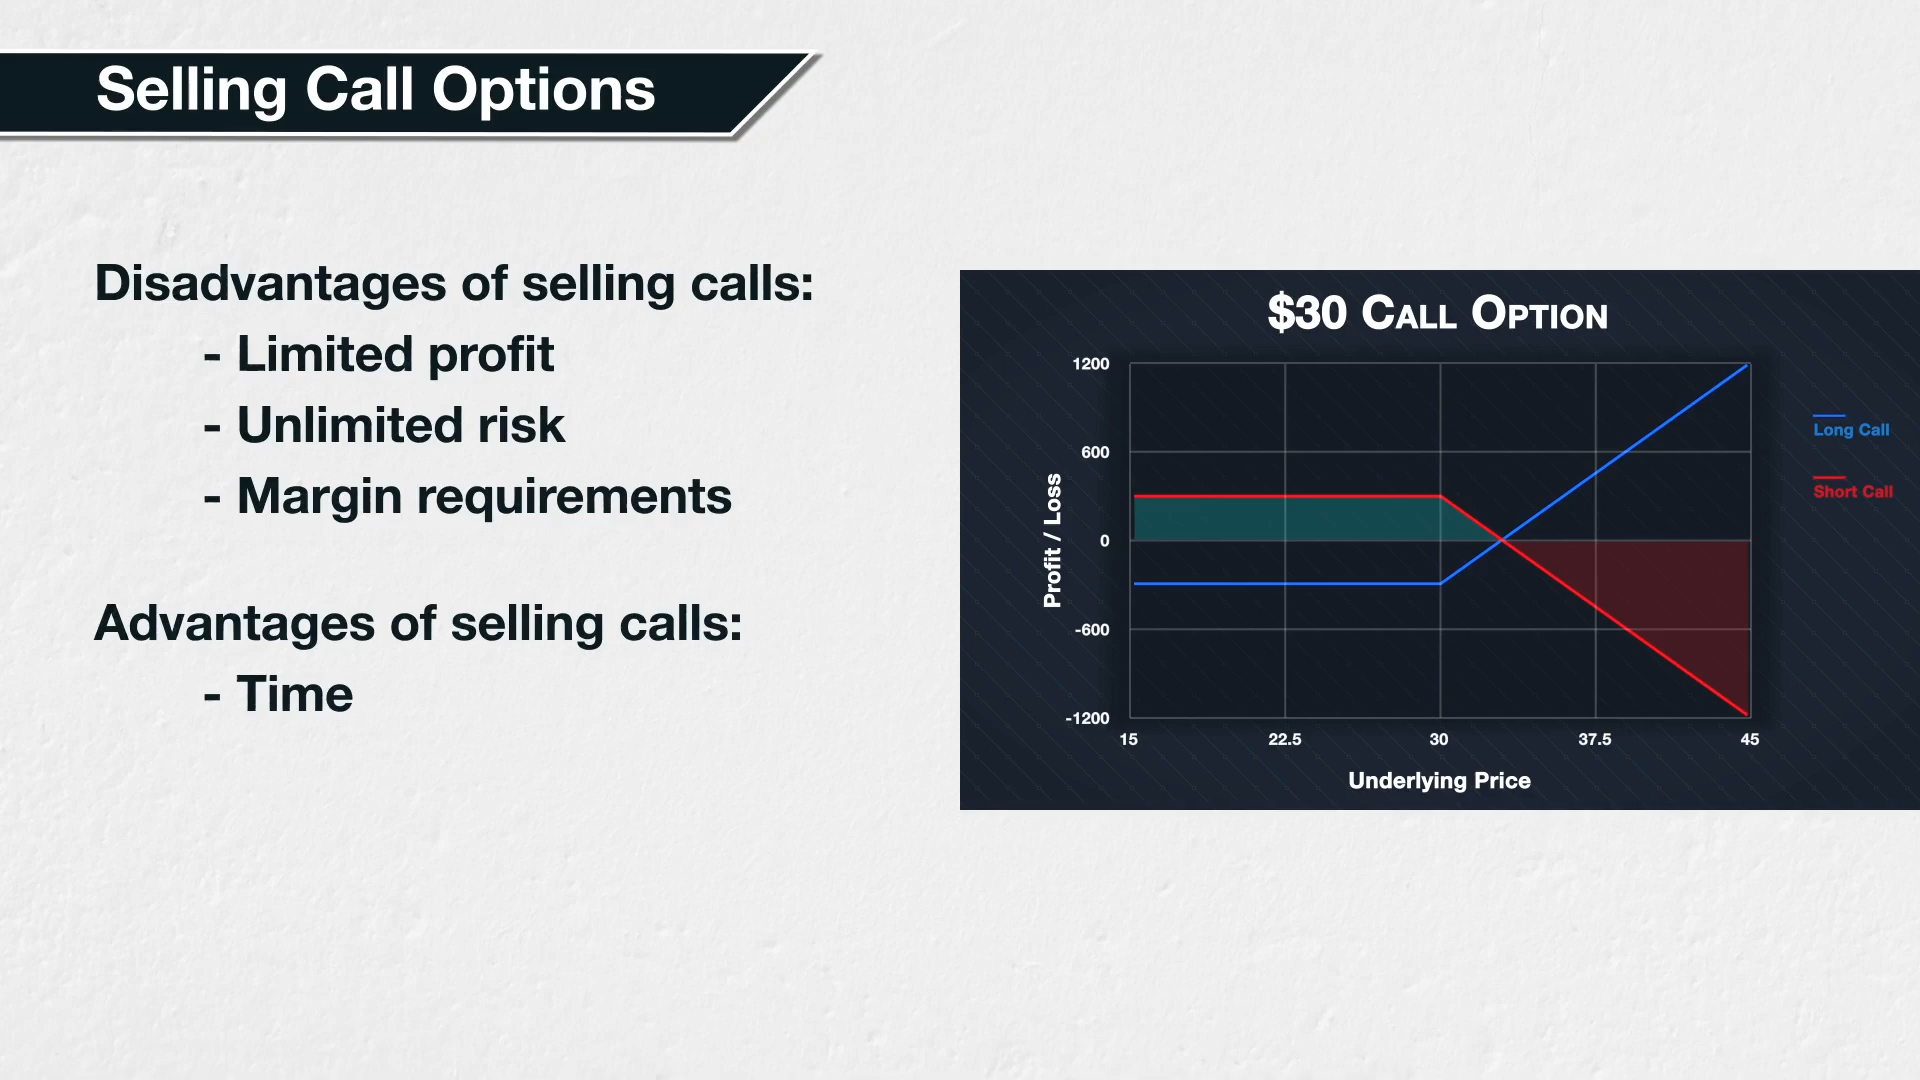 Selling Call Options
Disadvantages of selling calls:
- Limited profit
- Unlimited risk
- Margin requirements
Advantages of selling calls:
- Time
$30 CALL OPTION
1200
600
0
-600
-1200
Profit / Loss
15
22.5
30
37.5
45
Underlying Price
Long Call
Short Call